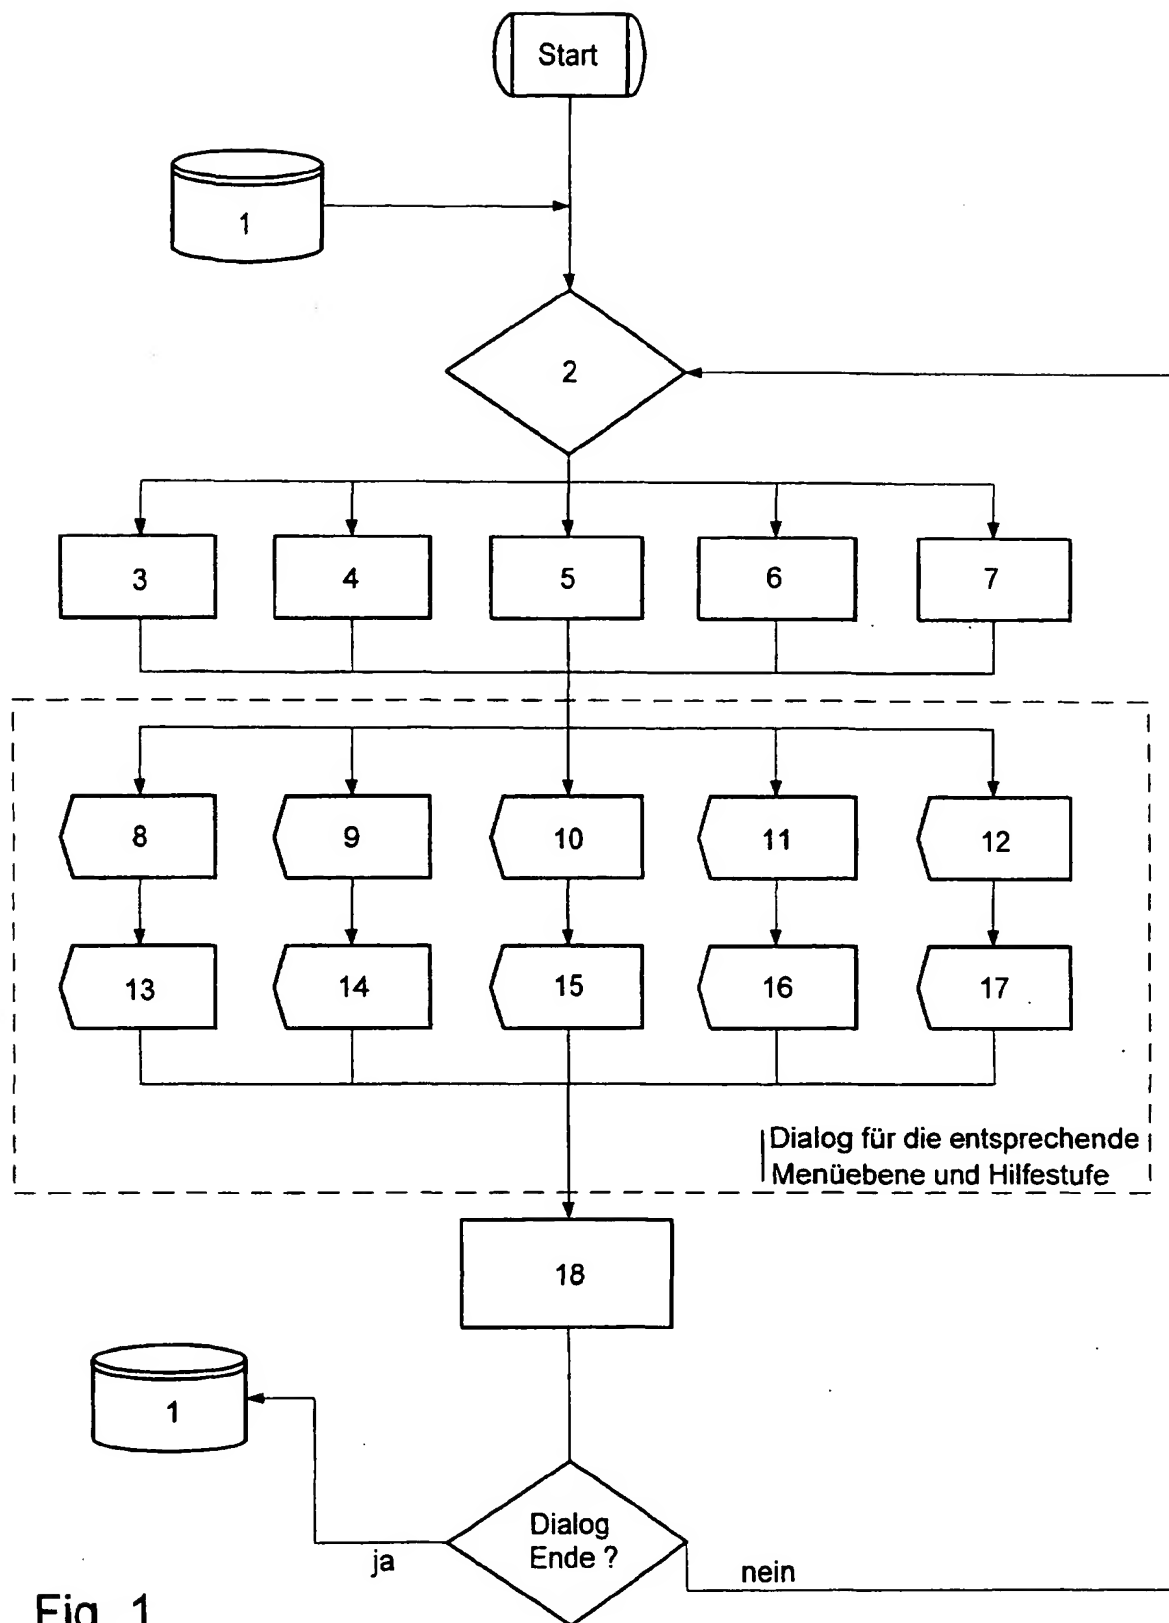 Start
1
2
3
4
5
6
7
8
9
10
11
12
13
14
15
16
17
Dialog für die entsprechende
Menüebene und Hilfestufe
18
1
Dialog
Ende ?
ja
nein
Fig. 1